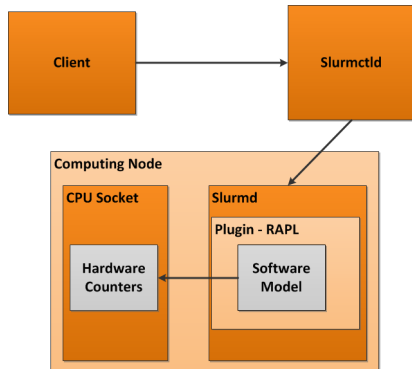 Client
Slurmctld
Computing Node
CPU Socket
Slurmd
Plugin - RAPL
Hardware
Counters
Software
Model